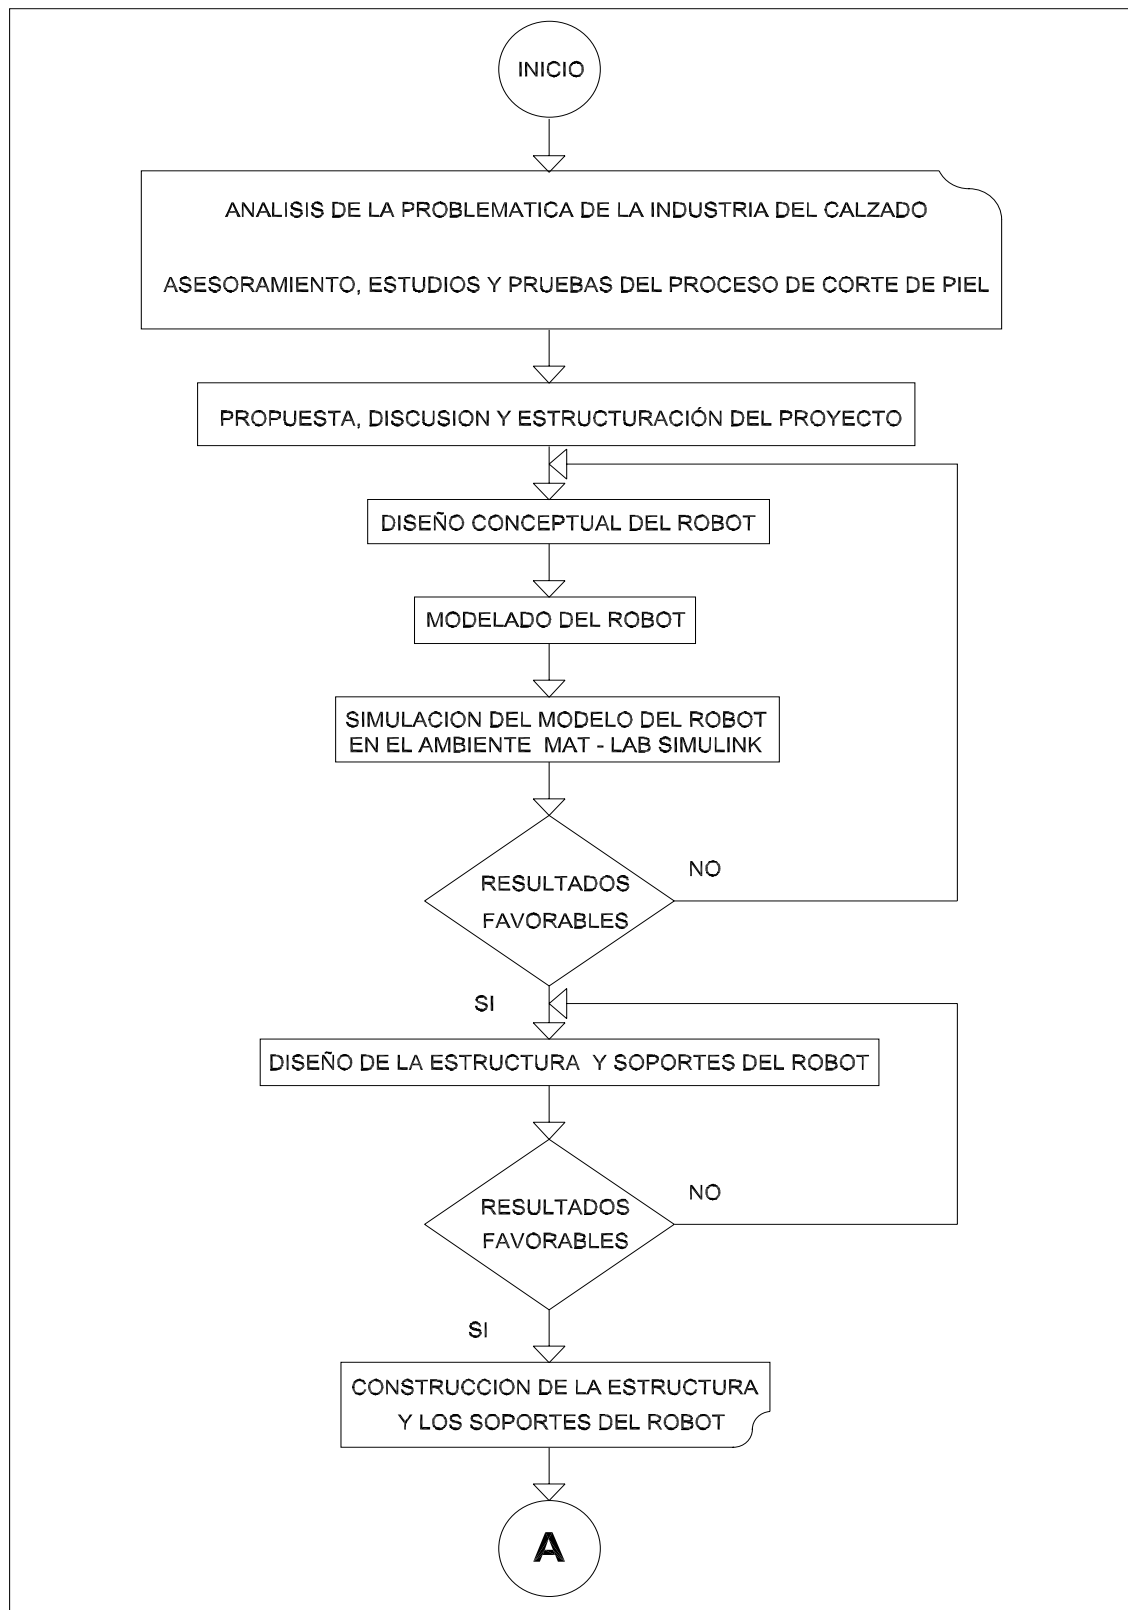 INICIO
ANALISIS DE LA PROBLEMATICA DE LA INDUSTRIA DEL CALZADO
ASESORAMIENTO, ESTUDIOS Y PRUEBAS DEL PROCESO DE CORTE DE PIEL
PROPUESTA, DISCUSION Y ESTRUCTURACIÓN DEL PROYECTO
DISEÑO CONCEPTUAL DEL ROBOT
MODELADO DEL ROBOT
SIMULACION DEL MODELO DEL ROBOT
EN EL AMBIENTE MAT - LAB SIMULINK
NO
RESULTADOS
FAVORABLES
SI
DISEÑO DE LA ESTRUCTURA Y SOPORTES DEL ROBOT
NO
RESULTADOS
FAVORABLES
SI
CONSTRUCCION DE LA ESTRUCTURA
Y LOS SOPORTES DEL ROBOT
A